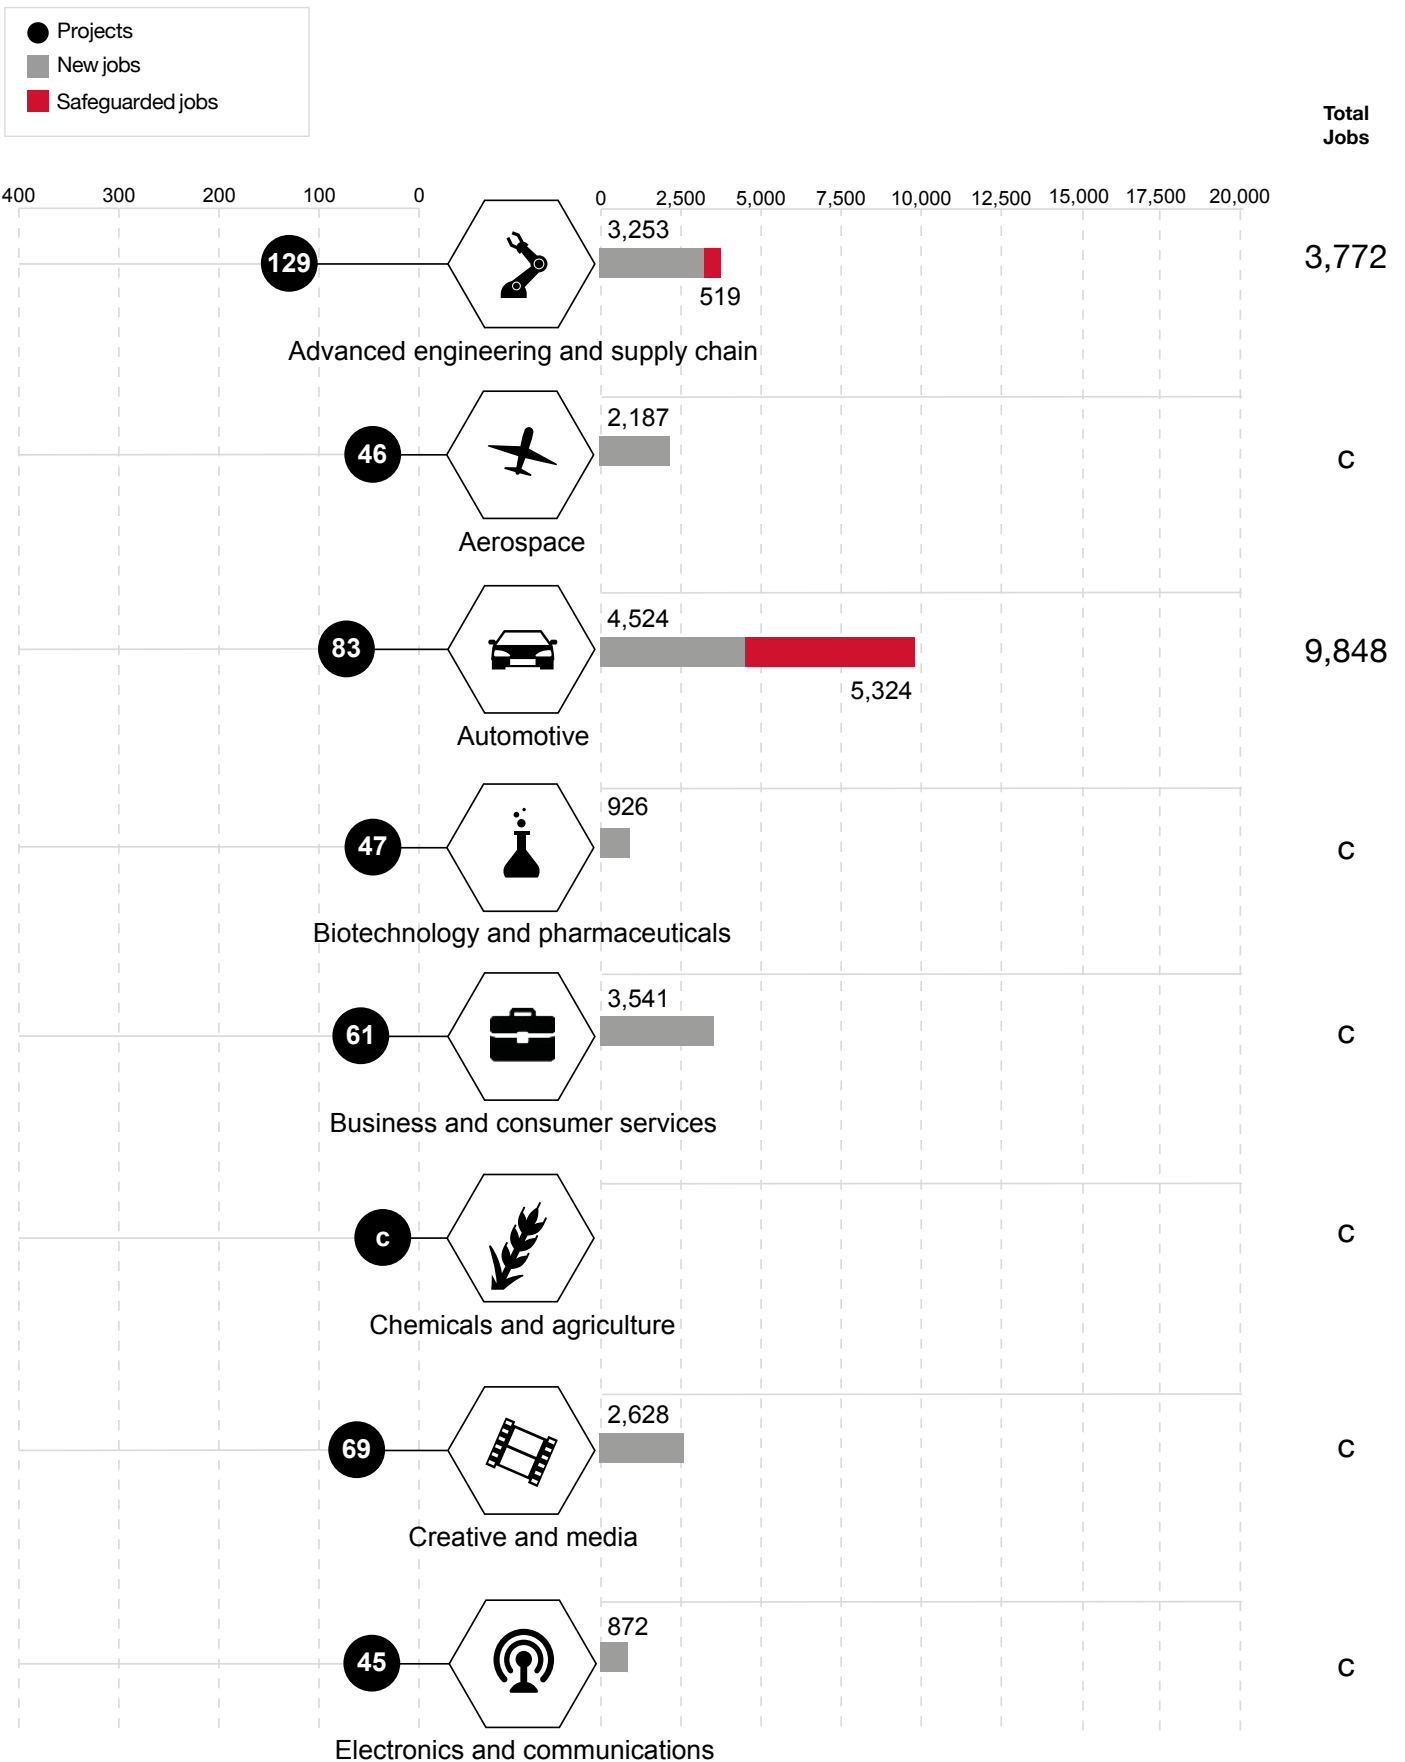 Projects
New jobs
Safeguarded jobs
Total
Jobs
400 300 200 100 0 0 2,500 5,000 7,500 10,000 12,500 15,000 17,500 20,000
3,253
129
3,772
519
Advanced engineering and supply chain
2,187
46
c
Aerospace
4,524
83
9,848
5,324
Automotive
926
47
c
Biotechnology and pharmaceuticals
3,541
61
c
Business and consumer services
c
c
Chemicals and agriculture
2,628
69
c
Creative and media
872
45
c
Electronics and communications